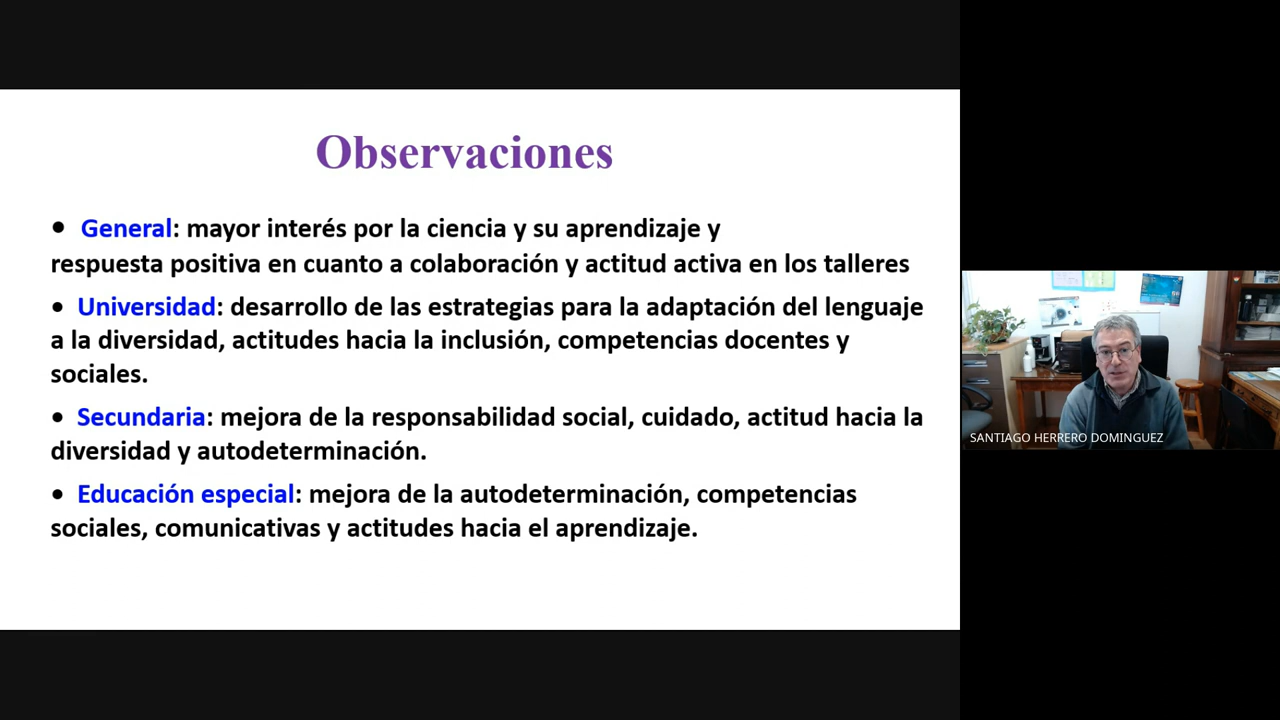 Observaciones
• General: mayor interés por la ciencia y su aprendizaje y
respuesta positiva en cuanto a colaboración y actitud activa en los talleres
• Universidad: desarrollo de las estrategias para la adaptación del lenguaje
a la diversidad, actitudes hacia la inclusión, competencias docentes y
sociales.
• Secundaria: mejora de la responsabilidad social, cuidado, actitud hacia la
diversidad y autodeterminación.
• Educación especial: mejora de la autodeterminación, competencias
sociales, comunicativas y actitudes hacia el aprendizaje.
SANTIAGO HERRERO DOMINGUEZ